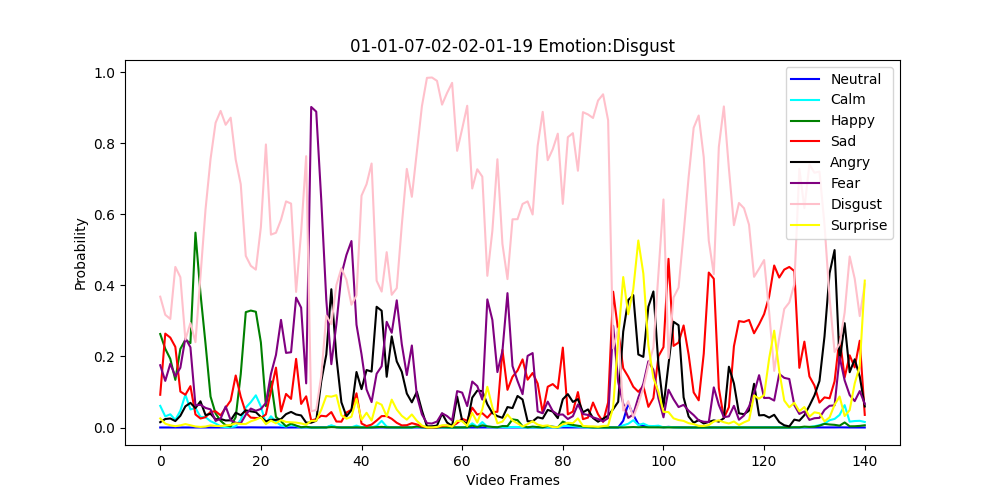 01-01-07-02-02-01-19 Emotion:Disgust
Probability
1.0
0.8
0.6
0.4
0.2
0.0
0 20 40 60 80 100 120 140
Video Frames
Neutral
Calm
Happy
Sad
Angry
Fear
Disgust
Surprise